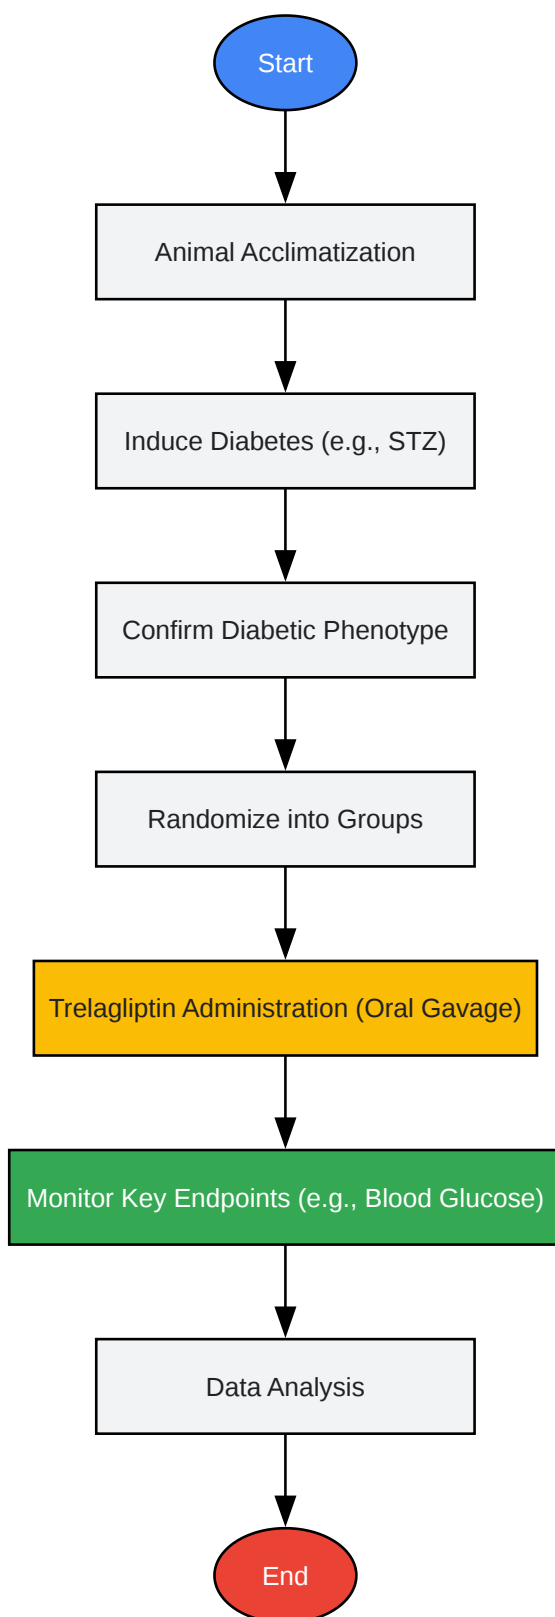 Start
Animal Acclimatization
Induce Diabetes (e.g., STZ)
Confirm Diabetic Phenotype
Randomize into Groups
Trelagliptin Administration (Oral Gavage)
Monitor Key Endpoints (e.g., Blood Glucose)
Data Analysis
End